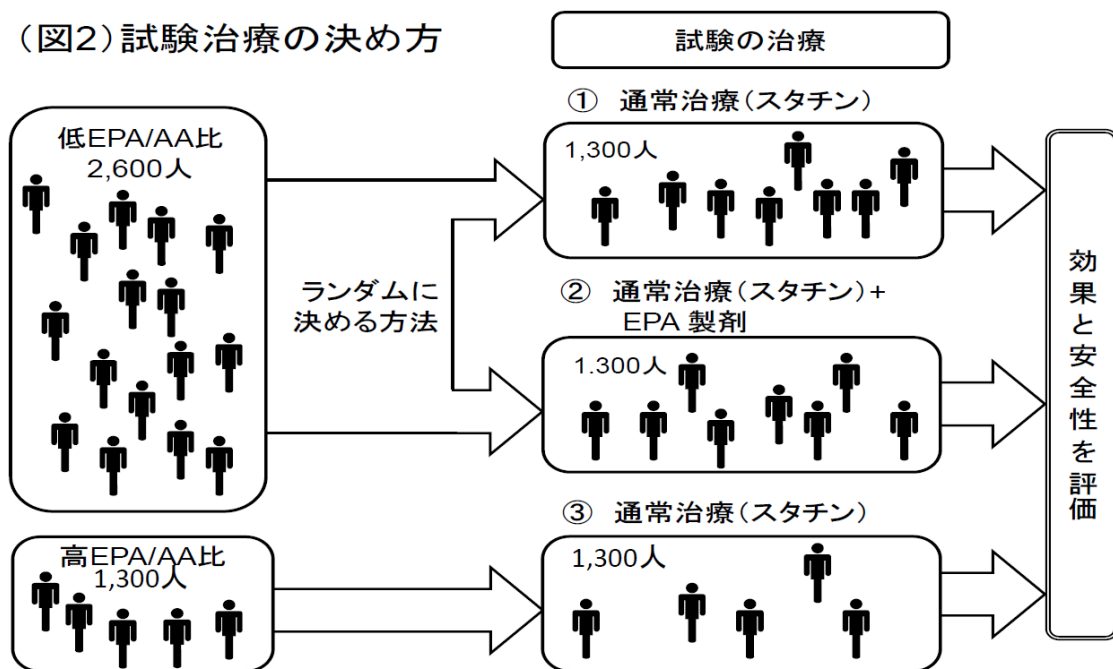 (図2)試験治療の決め方
試験の治療
低EPA/AA比
2,600人
ランダムに
決める方法
① 通常治療(スタチン)
1,300人
② 通常治療(スタチン)+
EPA 製剤
1.300人
高EPA/AA比
1,300人
③ 通常治療(スタチン)
1,300人
効果と安全性を評価